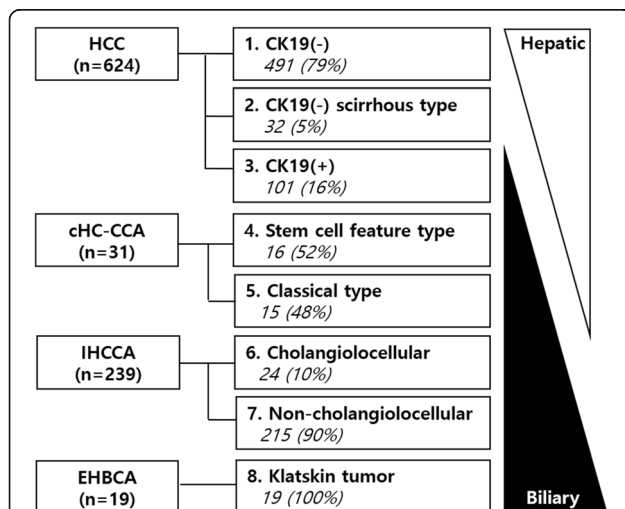 HCC
(n=624)
1. CK19(-)
491 (79%)
2. CK19(-) scirrhous type
32 (5%)
3. CK19(+)
101 (16%)
cHC-CCA
(n=31)
4. Stem cell feature type
16 (52%)
5. Classical type
15 (48%)
IHCCA
(n=239)
6. Cholangiolocellular
24 (10%)
7. Non-cholangiolocellular
215 (90%)
EHBCA
(n=19)
8. Klatskin tumor
19 (100%)
Hepatic
Biliary